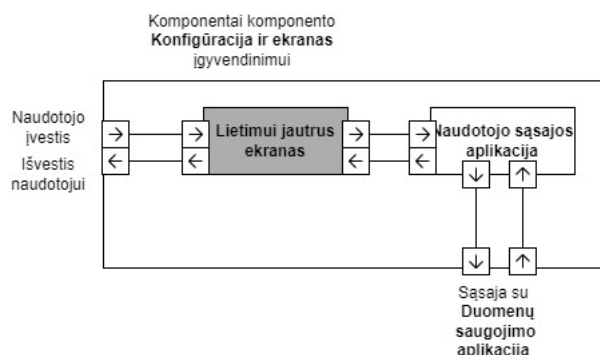 Komponentai komponento
Konfigūracija ir ekranas
įgyvendinimui
Naudotojo
įvestis
Išvestis
naudotojui
Lietimui jautrus
ekranas
Naudotojo sąsajos
aplikacija
Sąsaja su
Duomenų
saugojimo
aplikacija